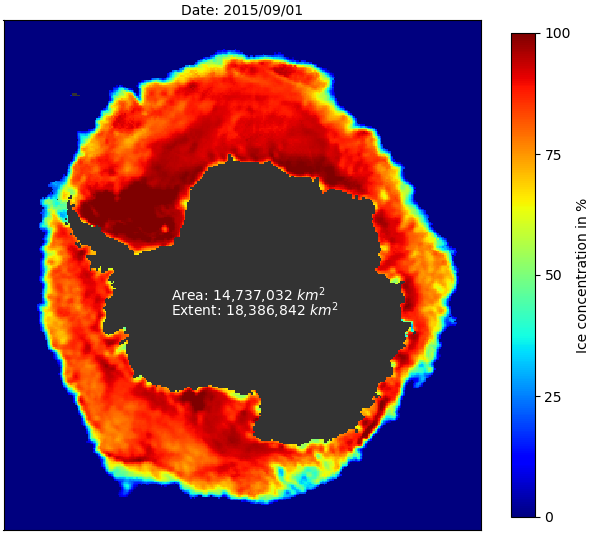 Date: 2015/09/01
100
75
50
25
0
Ice concentration in %
Area: 14,737,032 km²
Extent: 18,386,842 km²